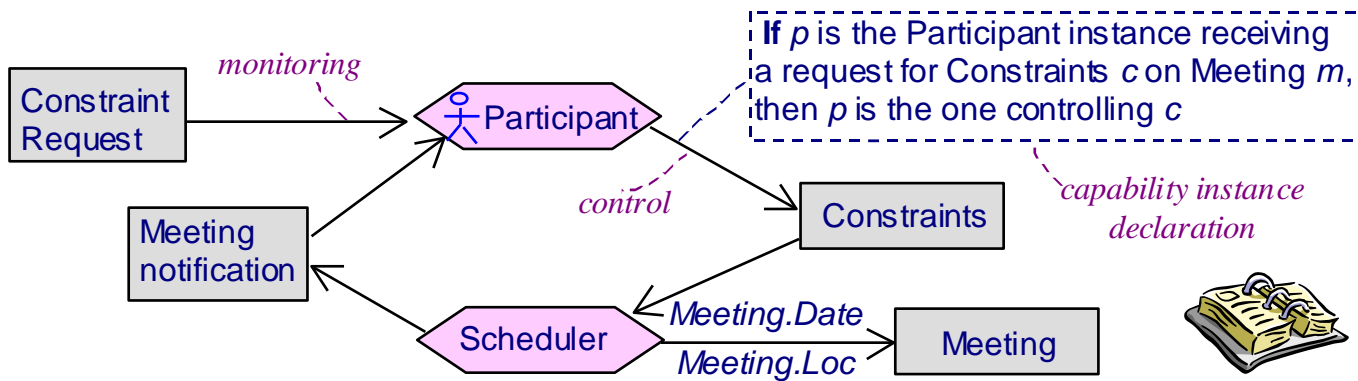 monitoring
Constraint
Request
Participant
If p is the Participant instance receiving
a request for Constraints c on Meeting m,
then p is the one controlling c
control
capability instance
declaration
Constraints
Meeting
notification
Scheduler
Meeting.Date
Meeting.Loc
Meeting